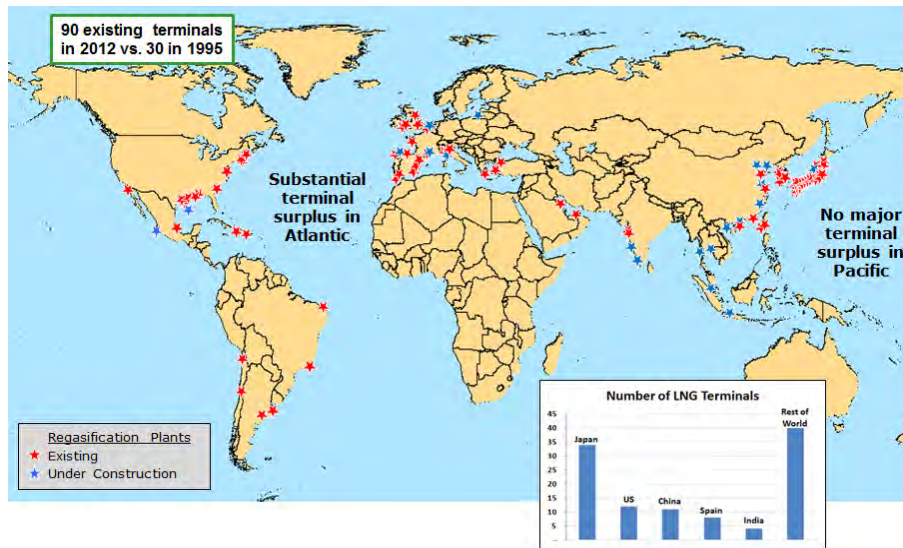 90 existing terminals
in 2012 vs. 30 in 1995
Substantial
terminal
surplus in
Atlantic
No major
terminal
surplus in
Pacific
Regasification Plants
Existing
Under Construction
Number of LNG Terminals
45
40
35
30
25
20
15
10
5
-
Japan
US
China
Spain
India
Rest of
World